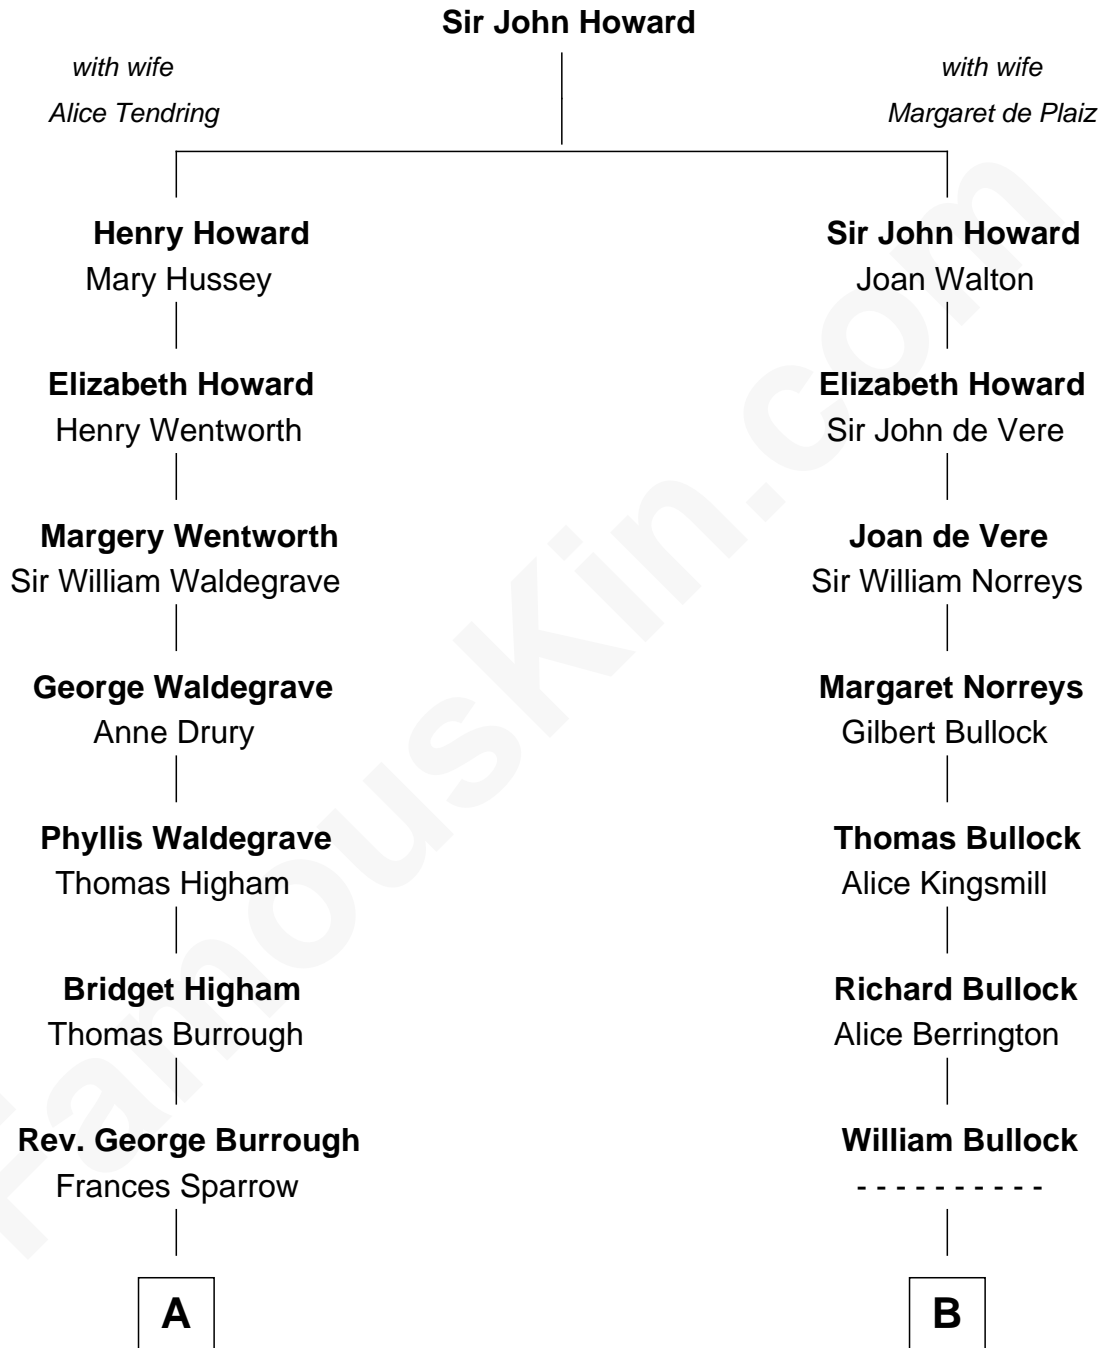 Sir John Howard
with wife
Alice Tendring
with wife
Margaret de Plaiz
Henry Howard
Mary Hussey
Sir John Howard
Joan Walton
Elizabeth Howard
Henry Wentworth
Elizabeth Howard
Sir John de Vere
Margery Wentworth
Sir William Waldegrave
Joan de Vere
Sir William Norreys
George Waldegrave
Anne Drury
Margaret Norreys
Gilbert Bullock
Phyllis Waldegrave
Thomas Higham
Thomas Bullock
Alice Kingsmill
Bridget Higham
Thomas Burrough
Richard Bullock
Alice Berrington
Rev. George Burrough
Frances Sparrow
William Bullock
- - - - - - - - - -
A
B
FamousKin.com